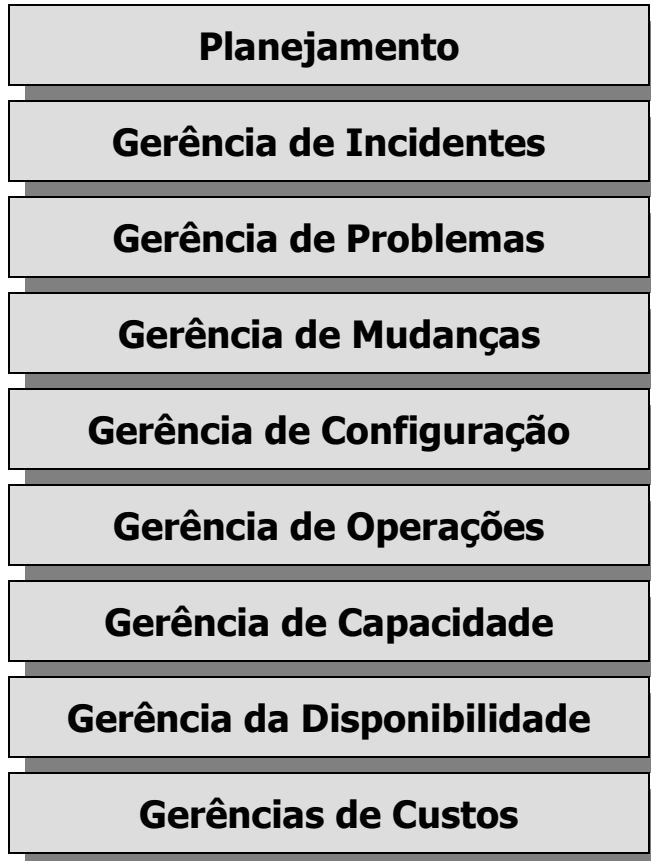 Planejamento
Gerência de Incidentes
Gerência de Problemas
Gerência de Mudanças
Gerência de Configuração
Gerência de Operações
Gerência de Capacidade
Gerência da Disponibilidade
Gerências de Custos